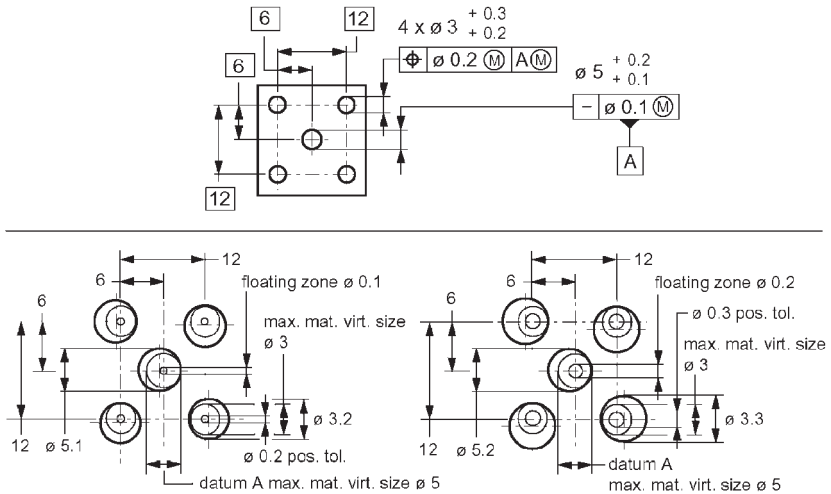 6
12
4 x ø 3 + 0.3 + 0.2
⌖ ø 0.2 Ⓜ A Ⓜ
ø 5 + 0.2 + 0.1
6
– ø 0.1 Ⓜ
A
12
12
6
floating zone ø 0.1
6
max. mat. virt. size
ø 3
ø 3.2
12
ø 5.1
ø 0.2 pos. tol.
datum A max. mat. virt. size ø 5
12
6
floating zone ø 0.2
6
ø 0.3 pos. tol.
max. mat. virt. size
ø 3
ø 3.3
12
ø 5.2
datum A
max. mat. virt. size ø 5